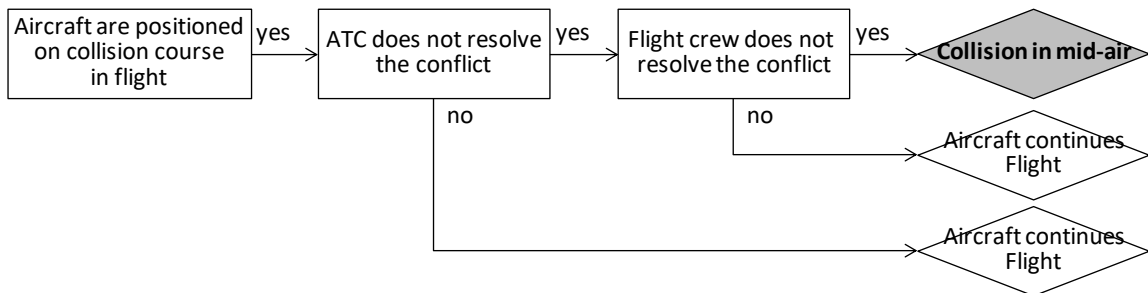 Aircraft are positioned
on collision course
in flight
yes
ATC does not resolve
the conflict
yes
Flight crew does not
resolve the conflict
yes
Collision in mid-air
no
no
Aircraft continues
Flight
Aircraft continues
Flight